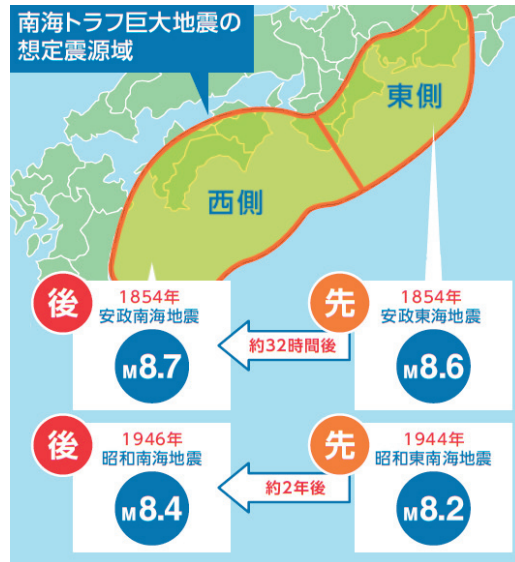 南海トラフ巨大地震の
想定震源域
東側
西側
後
1854年
安政南海地震
M8.7
約32時間後
先
1854年
安政東海地震
M8.6
後
1946年
昭和南海地震
M8.4
約2年後
先
1944年
昭和東南海地震
M8.2